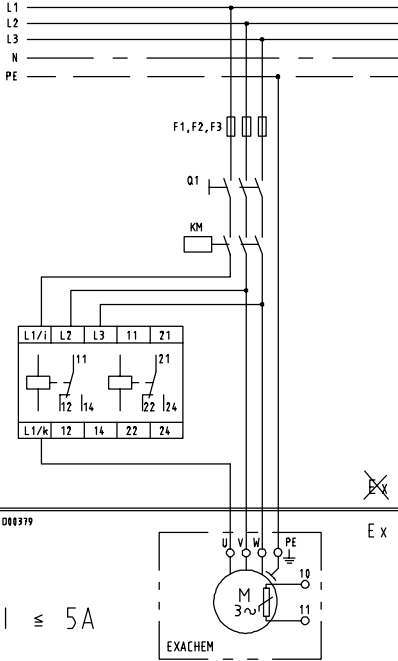 L1
L2
L3
N
PE
F1,F2,F3
Q1
KM
L1/i L2 L3 11 21
11 21
12 14 22 24
L1/k 12 14 22 24
Ex
000379
Ex
U V W PE
10
M
3~
11
I ≤ 5A
EXACHEM